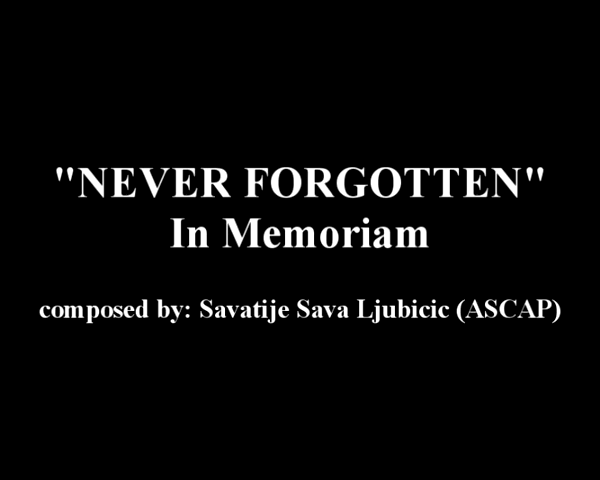 "NEVER FORGOTTEN"
In Memoriam
composed by: Savatije Sava Ljubicic (ASCAP)